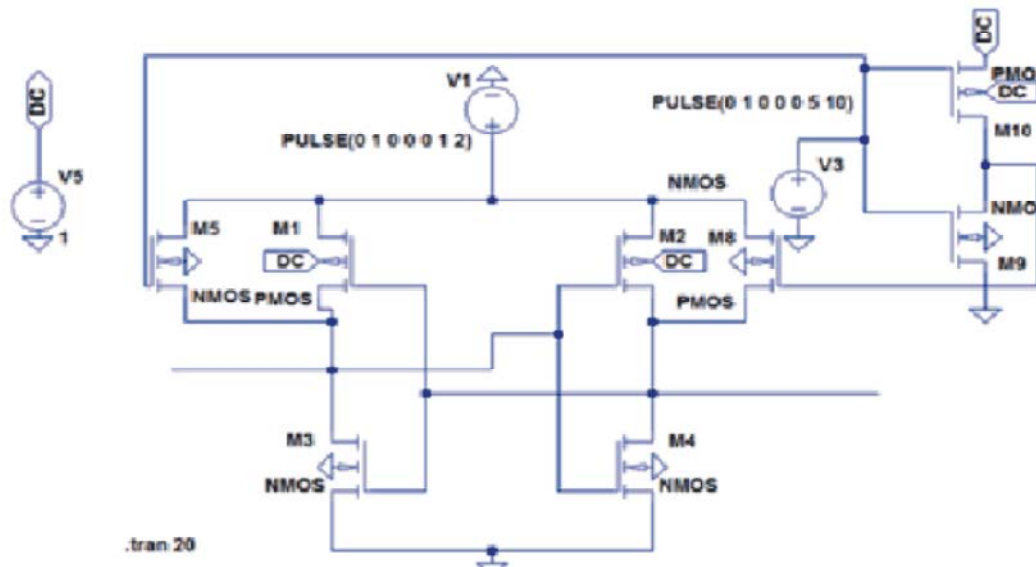 DC
PMO
DC
M10
V1
PULSE(0 1 0 0 0 5 10)
PULSE(0 1 0 0 0 1 2)
DC
V5
1
V3
NMOS
NMO
M9
M5
M1
M2
M8
DC
DC
NMOS
PMOS
PMOS
M3
M4
NMOS
NMOS
.tran 20